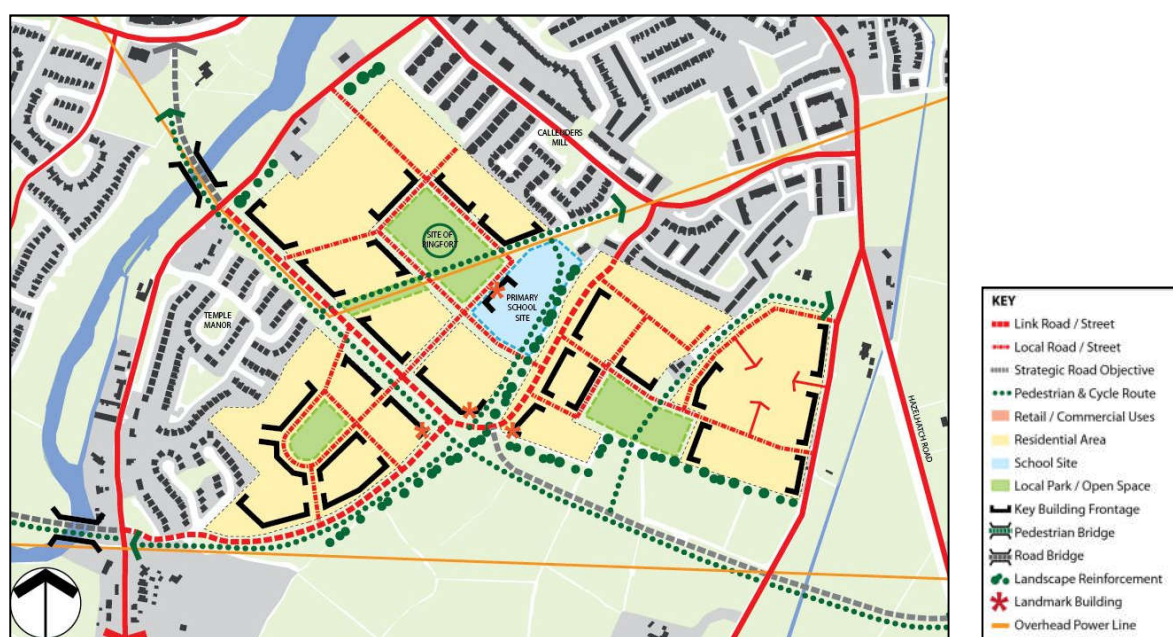 CALLENDERS
MILL
SITE OF
RINGFORT
PRIMARY
SCHOOL
SITE
TEMPLE
MANOR
HAZELHATCH ROAD
KEY
Link Road / Street
Local Road / Street
Strategic Road Objective
Pedestrian & Cycle Route
Retail / Commercial Uses
Residential Area
School Site
Local Park / Open Space
Key Building Frontage
Pedestrian Bridge
Road Bridge
Landscape Reinforcement
Landmark Building
Overhead Power Line